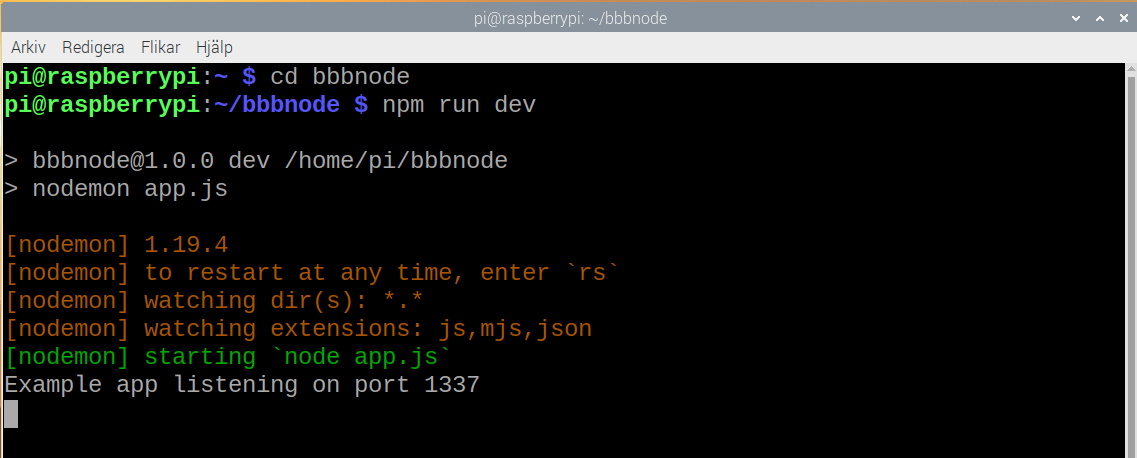 pi@raspberrypi: ~/bbbnode
Arkiv Redigera Flikar Hjälp
pi@raspberrypi:~ $ cd bbbnode
pi@raspberrypi:~/bbbnode $ npm run dev
> bbbnode@1.0.0 dev /home/pi/bbbnode
> nodemon app.js
[nodemon] 1.19.4
[nodemon] to restart at any time, enter `rs`
[nodemon] watching dir(s): *.*
[nodemon] watching extensions: js,mjs,json
[nodemon] starting `node app.js`
Example app listening on port 1337